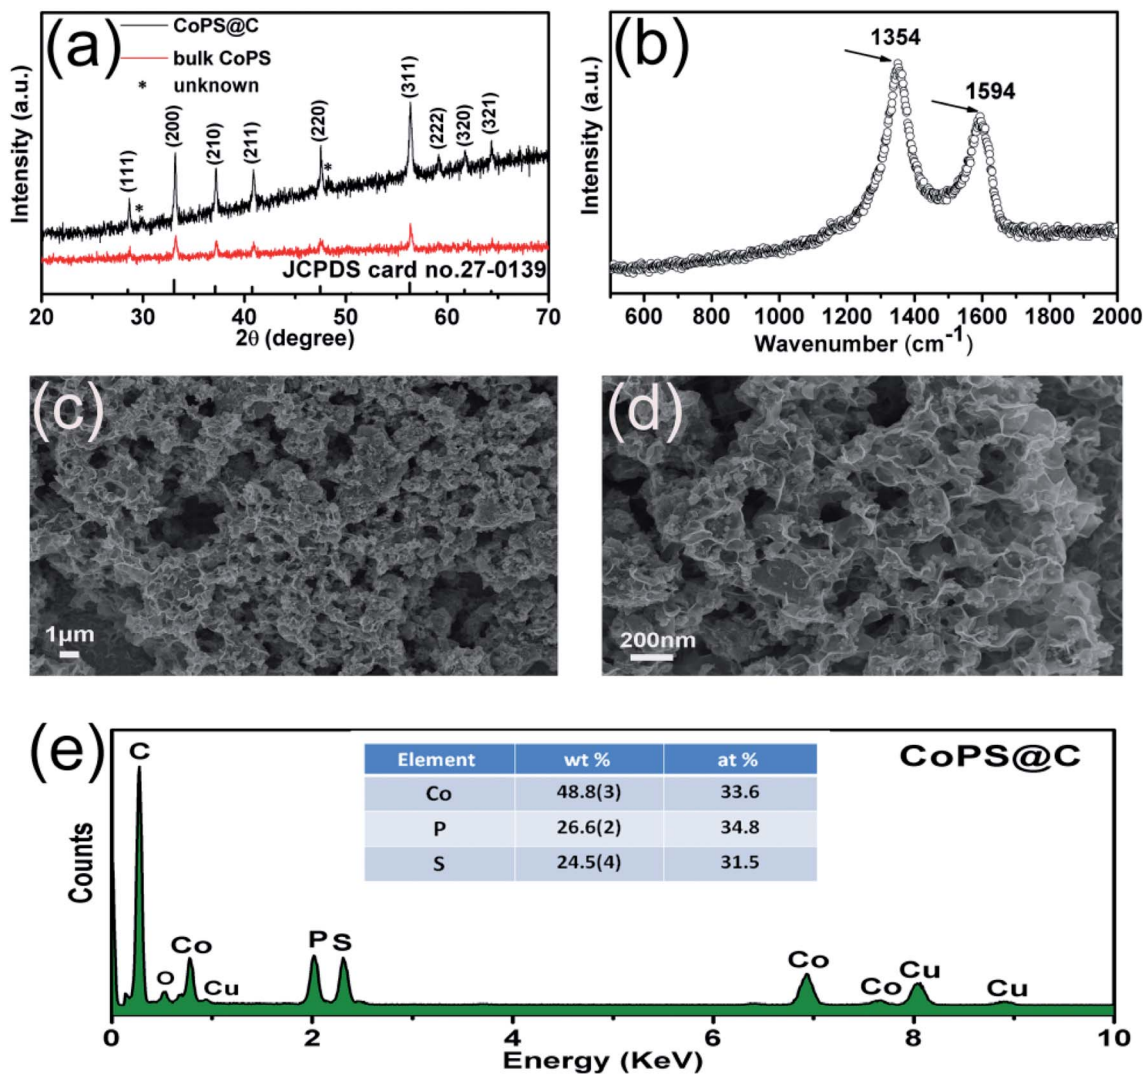 (a)
CoPS@C
bulk CoPS
* unknown
(111)
*
(200)
(210)
(211)
(220)
*
(311)
(222)
(320)
(321)
JCPDS card no.27-0139
Intensity (a.u.)
20 30 40 50 60 70
2θ (degree)
(b)
1354
1594
Intensity (a.u.)
600 800 1000 1200 1400 1600 1800 2000
Wavenumber (cm⁻¹)
(c)
1μm
(d)
200nm
(e)
CoPS@C
Element wt % at %
Co 48.8(3) 33.6
P 26.6(2) 34.8
S 24.5(4) 31.5
Counts
C
O
Co
Cu
P
S
Co
Co
Cu
Cu
0 2 4 6 8 10
Energy (KeV)